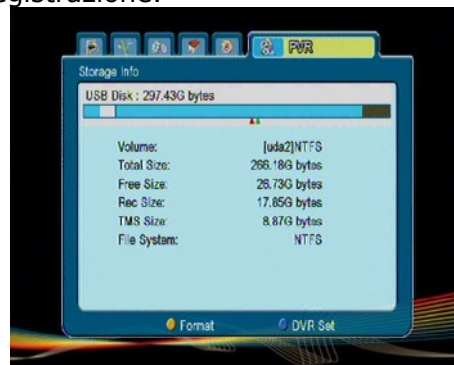 egistrazione.
PVR
Storage Info
USB Disk : 297.43G bytes
Volume: [uda2]NTFS
Total Size: 266.18G bytes
Free Size: 26.73G bytes
Rec Size: 17.85G bytes
TMS Size: 8.87G bytes
File System: NTFS
Format DVR Set